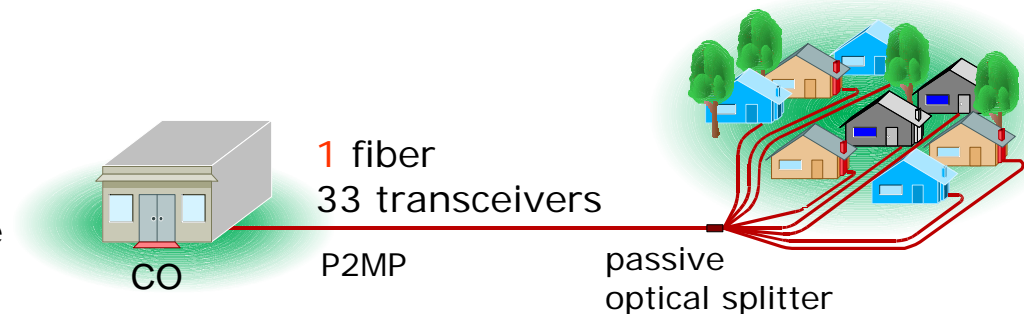 1 fiber
33 transceivers
e
CO
P2MP
passive
optical splitter